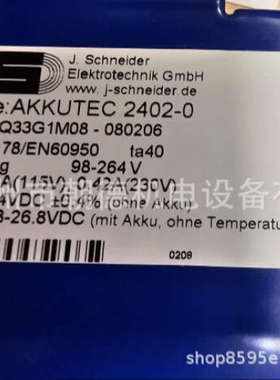 J. Schneider
Elektrotechnik GmbH
www.j-schneider.de
e:AKKUTEC 2402-0
Q33G1M08 - 080206
178/EN60950 ta40
g 98-264 V
A(115V) 0.42A(230V)
4VDC ±0.4% (ohne Akku)
3-26.8VDC (mit Akku, ohne Temperatu
0208
shop8595e